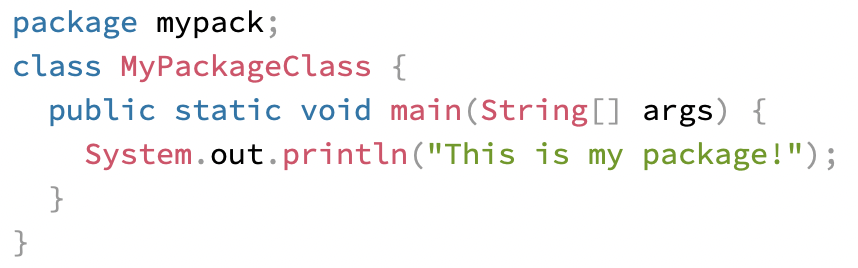 package mypack;
class MyPackageClass {
  public static void main(String[] args) {
    System.out.println("This is my package!");
  }
}